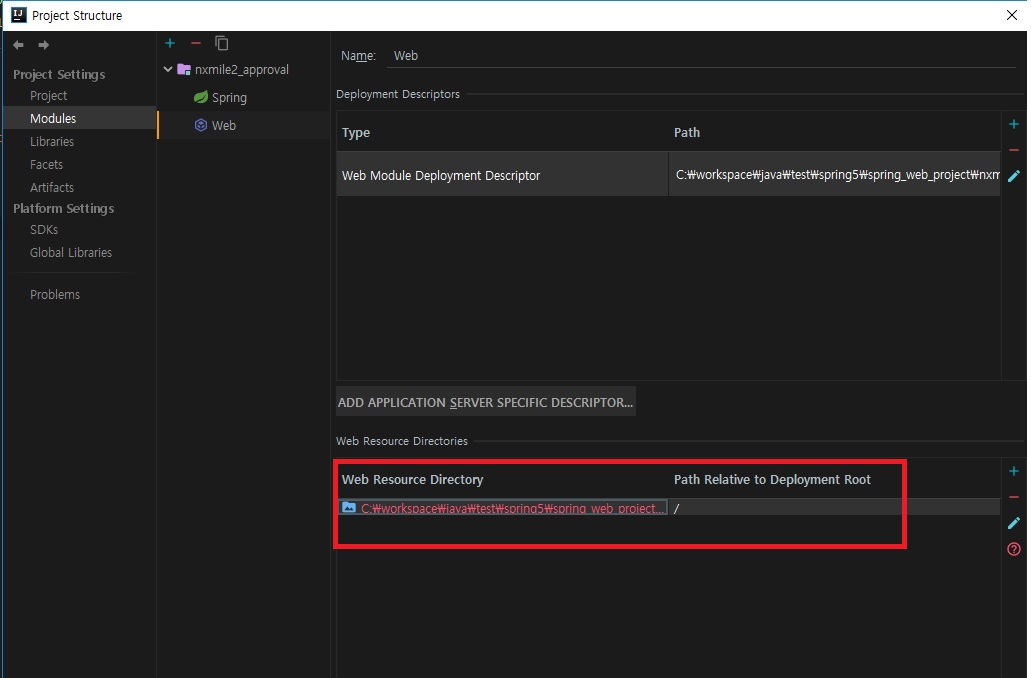 Project Structure
Project Settings
Project
Modules
Libraries
Facets
Artifacts
Platform Settings
SDKs
Global Libraries
Problems
nxmile2_approval
Spring
Web
Name: Web
Deployment Descriptors
Type Path
Web Module Deployment Descriptor C:₩workspace₩java₩test₩spring5₩spring_web_project₩nxm
ADD APPLICATION SERVER SPECIFIC DESCRIPTOR...
Web Resource Directories
Web Resource Directory Path Relative to Deployment Root
C:₩workspace₩java₩test₩spring5₩spring_web_project... /